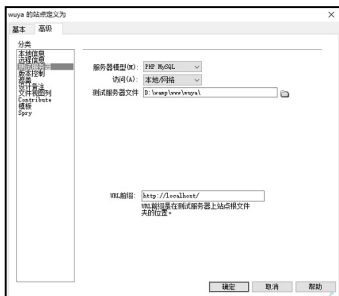 wuya 的站点定义为
基本 高级
分类
本地信息
远程信息
测试服务器
版本控制
遮盖
设计备注
文件视图列
Contribute
模板
Spry
服务器模型(M): PHP MySQL
访问(A): 本地/网络
测试服务器文件 D:\wamp\www\wuya\
URL前缀: http://localhost/
URL前缀是在测试服务器上站点根文件
夹的位置。
确定 取消 帮助